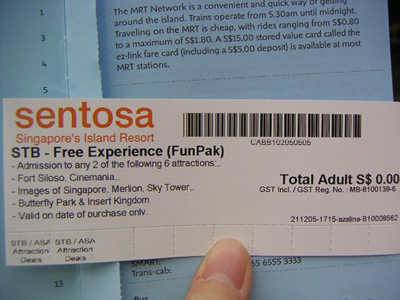 The MRT Network is a convenient and quick way of getting
around the island. Trains operate from 5.30am until midnight.
Traveling on the MRT is cheap, with rides ranging from S$0.80
to a maximum of S$1.80. A S$15.00 stored value card called the
ez-link fare card (including a S$5.00 deposit) is available at most
MRT stations.
1
2
3
4
5
sentosa
Singapore's Island Resort
CABB102050505
STB - Free Experience (FunPak)
- Admission to any 2 of the following 6 attractions:,.
- Fort Siloso, Cinemania,.
- Images of Singapore, Merlion, Sky Tower,.
- Butterfly Park & Insert Kingdom
- Valid on date of purchase only.
Total Adult S$ 0.00
GST Incl. / GST Reg. No : MB-8100139-6
211205-1715-azalina-B10008562
STB / ASA STB / ASA
Attraction Attraction
Deals Deals
13
SMART:
65 6555 3333
Trans-cab:
Bus